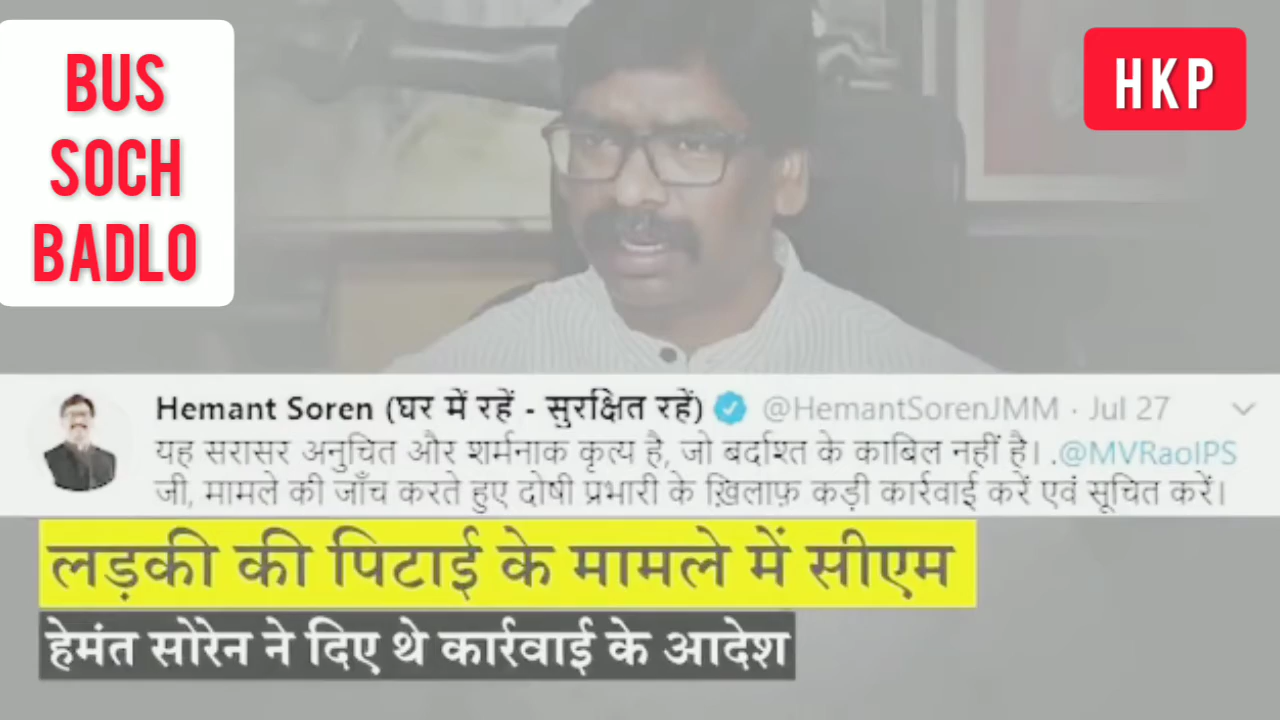 BUS
SOCH
BADLO
HKP
Hemant Soren (घर में रहें - सुरक्षित रहें) @HemantSorenJMM · Jul 27
यह सरासर अनुचित और शर्मनाक कृत्य है, जो बर्दाश्त के काबिल नहीं है। .@MVRaoIPS
जी, मामले की जाँच करते हुए दोषी प्रभारी के ख़िलाफ़ कड़ी कार्रवाई करें एवं सूचित करें।
लड़की की पिटाई के मामले में सीएम
हेमंत सोरेन ने दिए थे कार्रवाई के आदेश